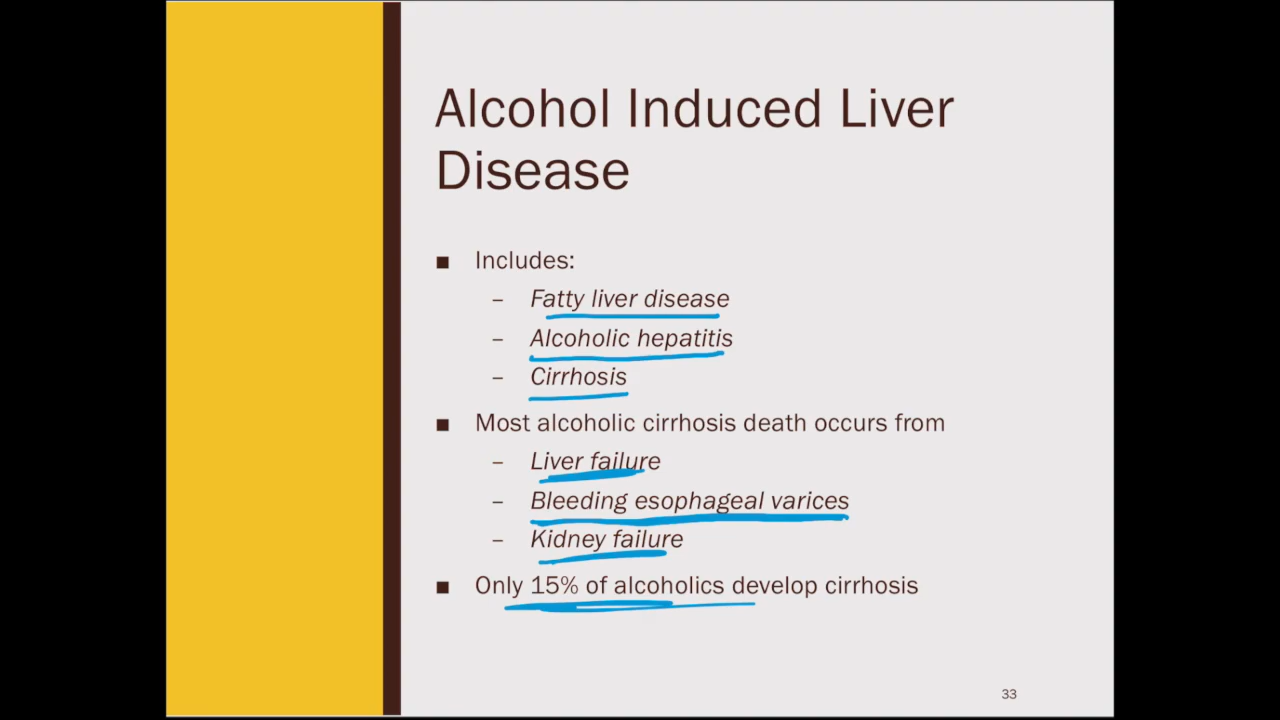 Alcohol Induced Liver
Disease
■ Includes:
– Fatty liver disease
– Alcoholic hepatitis
– Cirrhosis
■ Most alcoholic cirrhosis death occurs from
– Liver failure
– Bleeding esophageal varices
– Kidney failure
■ Only 15% of alcoholics develop cirrhosis
33